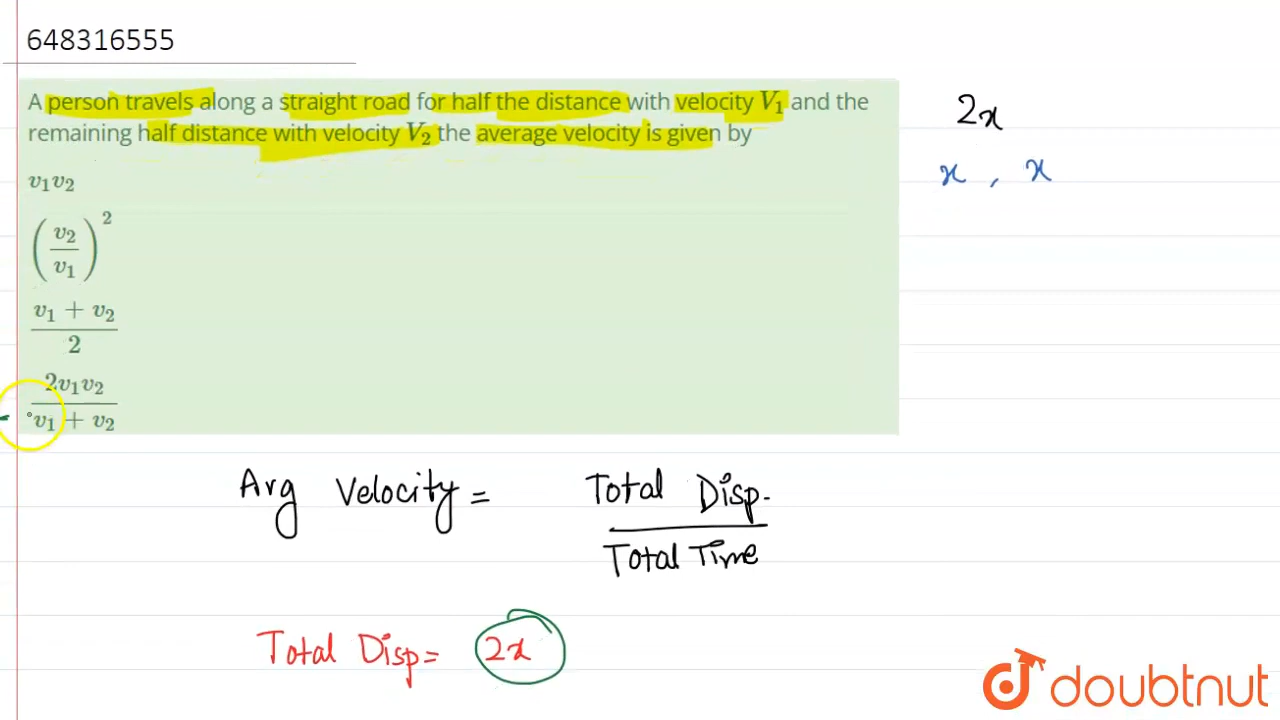 648316555
A person travels along a straight road for half the distance with velocity V₁ and the
remaining half distance with velocity V₂ the average velocity is given by
v₁v₂
(v₂/v₁)²
(v₁ + v₂)/2
2v₁v₂/(v₁ + v₂)
2x
x , x
Avg Velocity = Total Disp. / Total Time
Total Disp = 2x
doubtnut